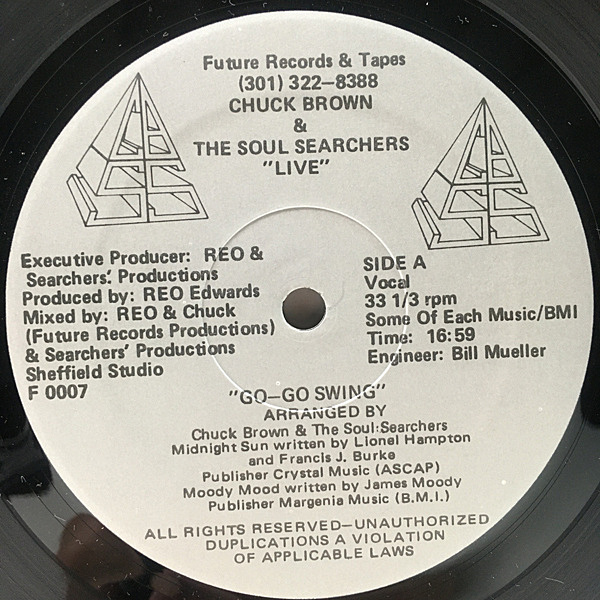 Future Records & Tapes
(301) 322–8388
CHUCK BROWN
&
THE SOUL SEARCHERS
"LIVE"
Executive Producer: REO &
Searchers'. Productions
Produced by: REO Edwards
Mixed by: REO & Chuck
(Future Records Productions)
& Searchers' Productions
Sheffield Studio
F 0007
SIDE A
Vocal
33 1/3 rpm
Some Of Each Music/BMI
Time: 16:59
Engineer: Bill Mueller
"GO–GO SWING"
ARRANGED BY
Chuck Brown & The Soul:Searchers
Midnight Sun written by Lionel Hampton
and Francis J. Burke
Publisher Crystal Music (ASCAP)
Moody Mood written by James Moody
Publisher Margenia Music (B.M.I.)
ALL RIGHTS RESERVED–UNAUTHORIZED
DUPLICATIONS A VIOLATION
OF APPLICABLE LAWS